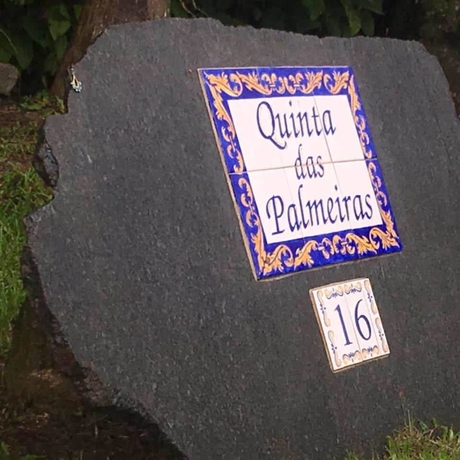 Quinta
das
Palmeiras
16